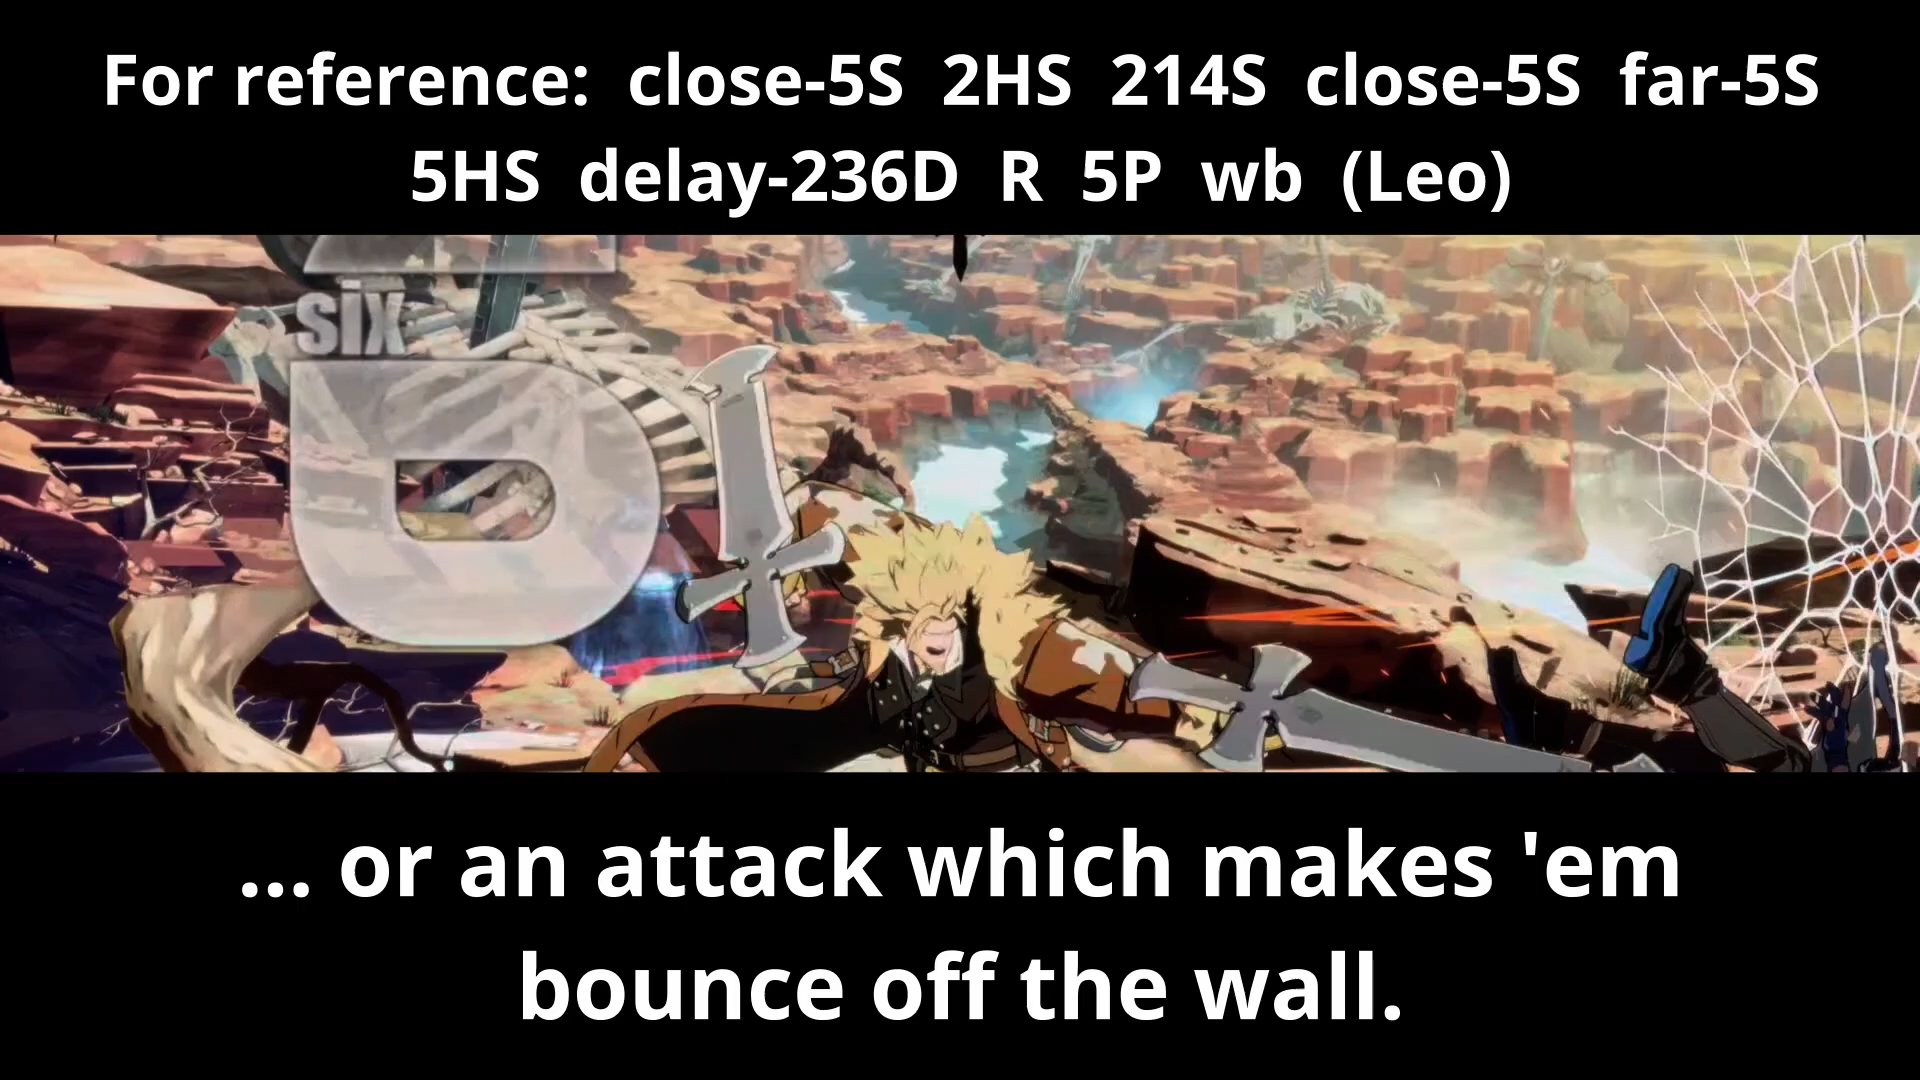 For reference: close-5S 2HS 214S close-5S far-5S
5HS delay-236D R 5P wb (Leo)
six
6
... or an attack which makes 'em
bounce off the wall.